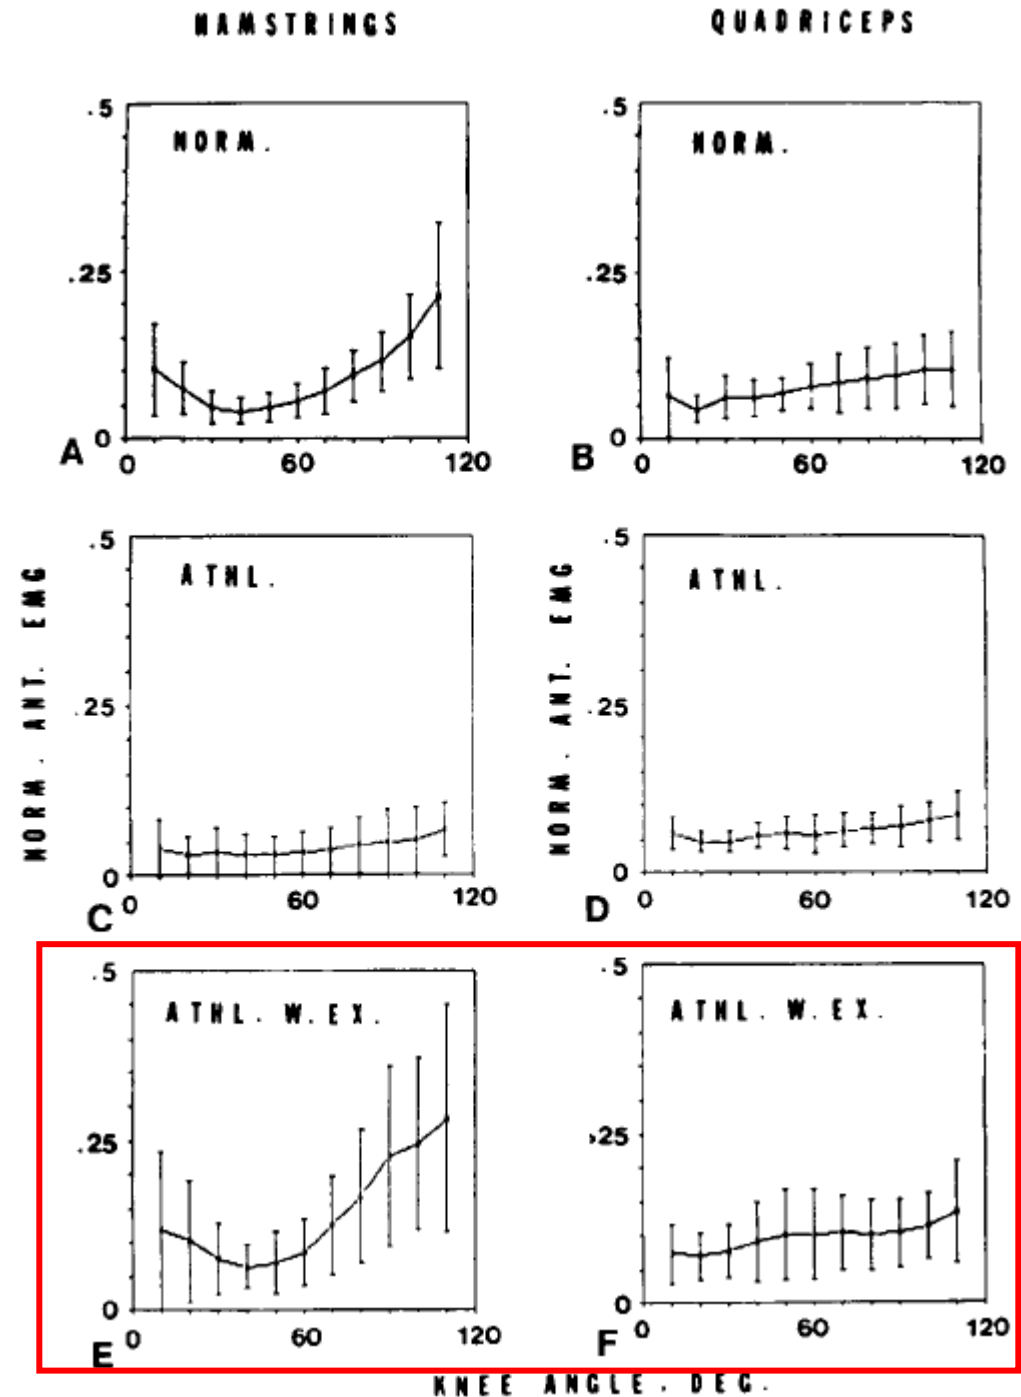 HAMSTRINGS QUADRICEPS
.5 .5
NORM. NORM.
.25 .25
0 0
A 0 60 120 B 0 60 120
.5 .5
ATHL. ATHL.
NORM. ANT. EMG NORM. ANT. EMG
.25 .25
0 0
C 0 60 120 D 0 60 120
.5 .5
ATHL. W. EX. ATHL. W. EX.
.25 .25
0 0
E 0 60 120 F 0 60 120
KNEE ANGLE. DEG.